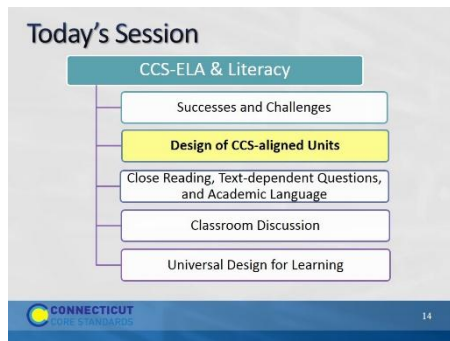 Today's Session
CCS-ELA & Literacy
Successes and Challenges
Design of CCS-aligned Units
Close Reading, Text-dependent Questions,
and Academic Language
Classroom Discussion
Universal Design for Learning
CONNECTICUT
CORE STANDARDS
14